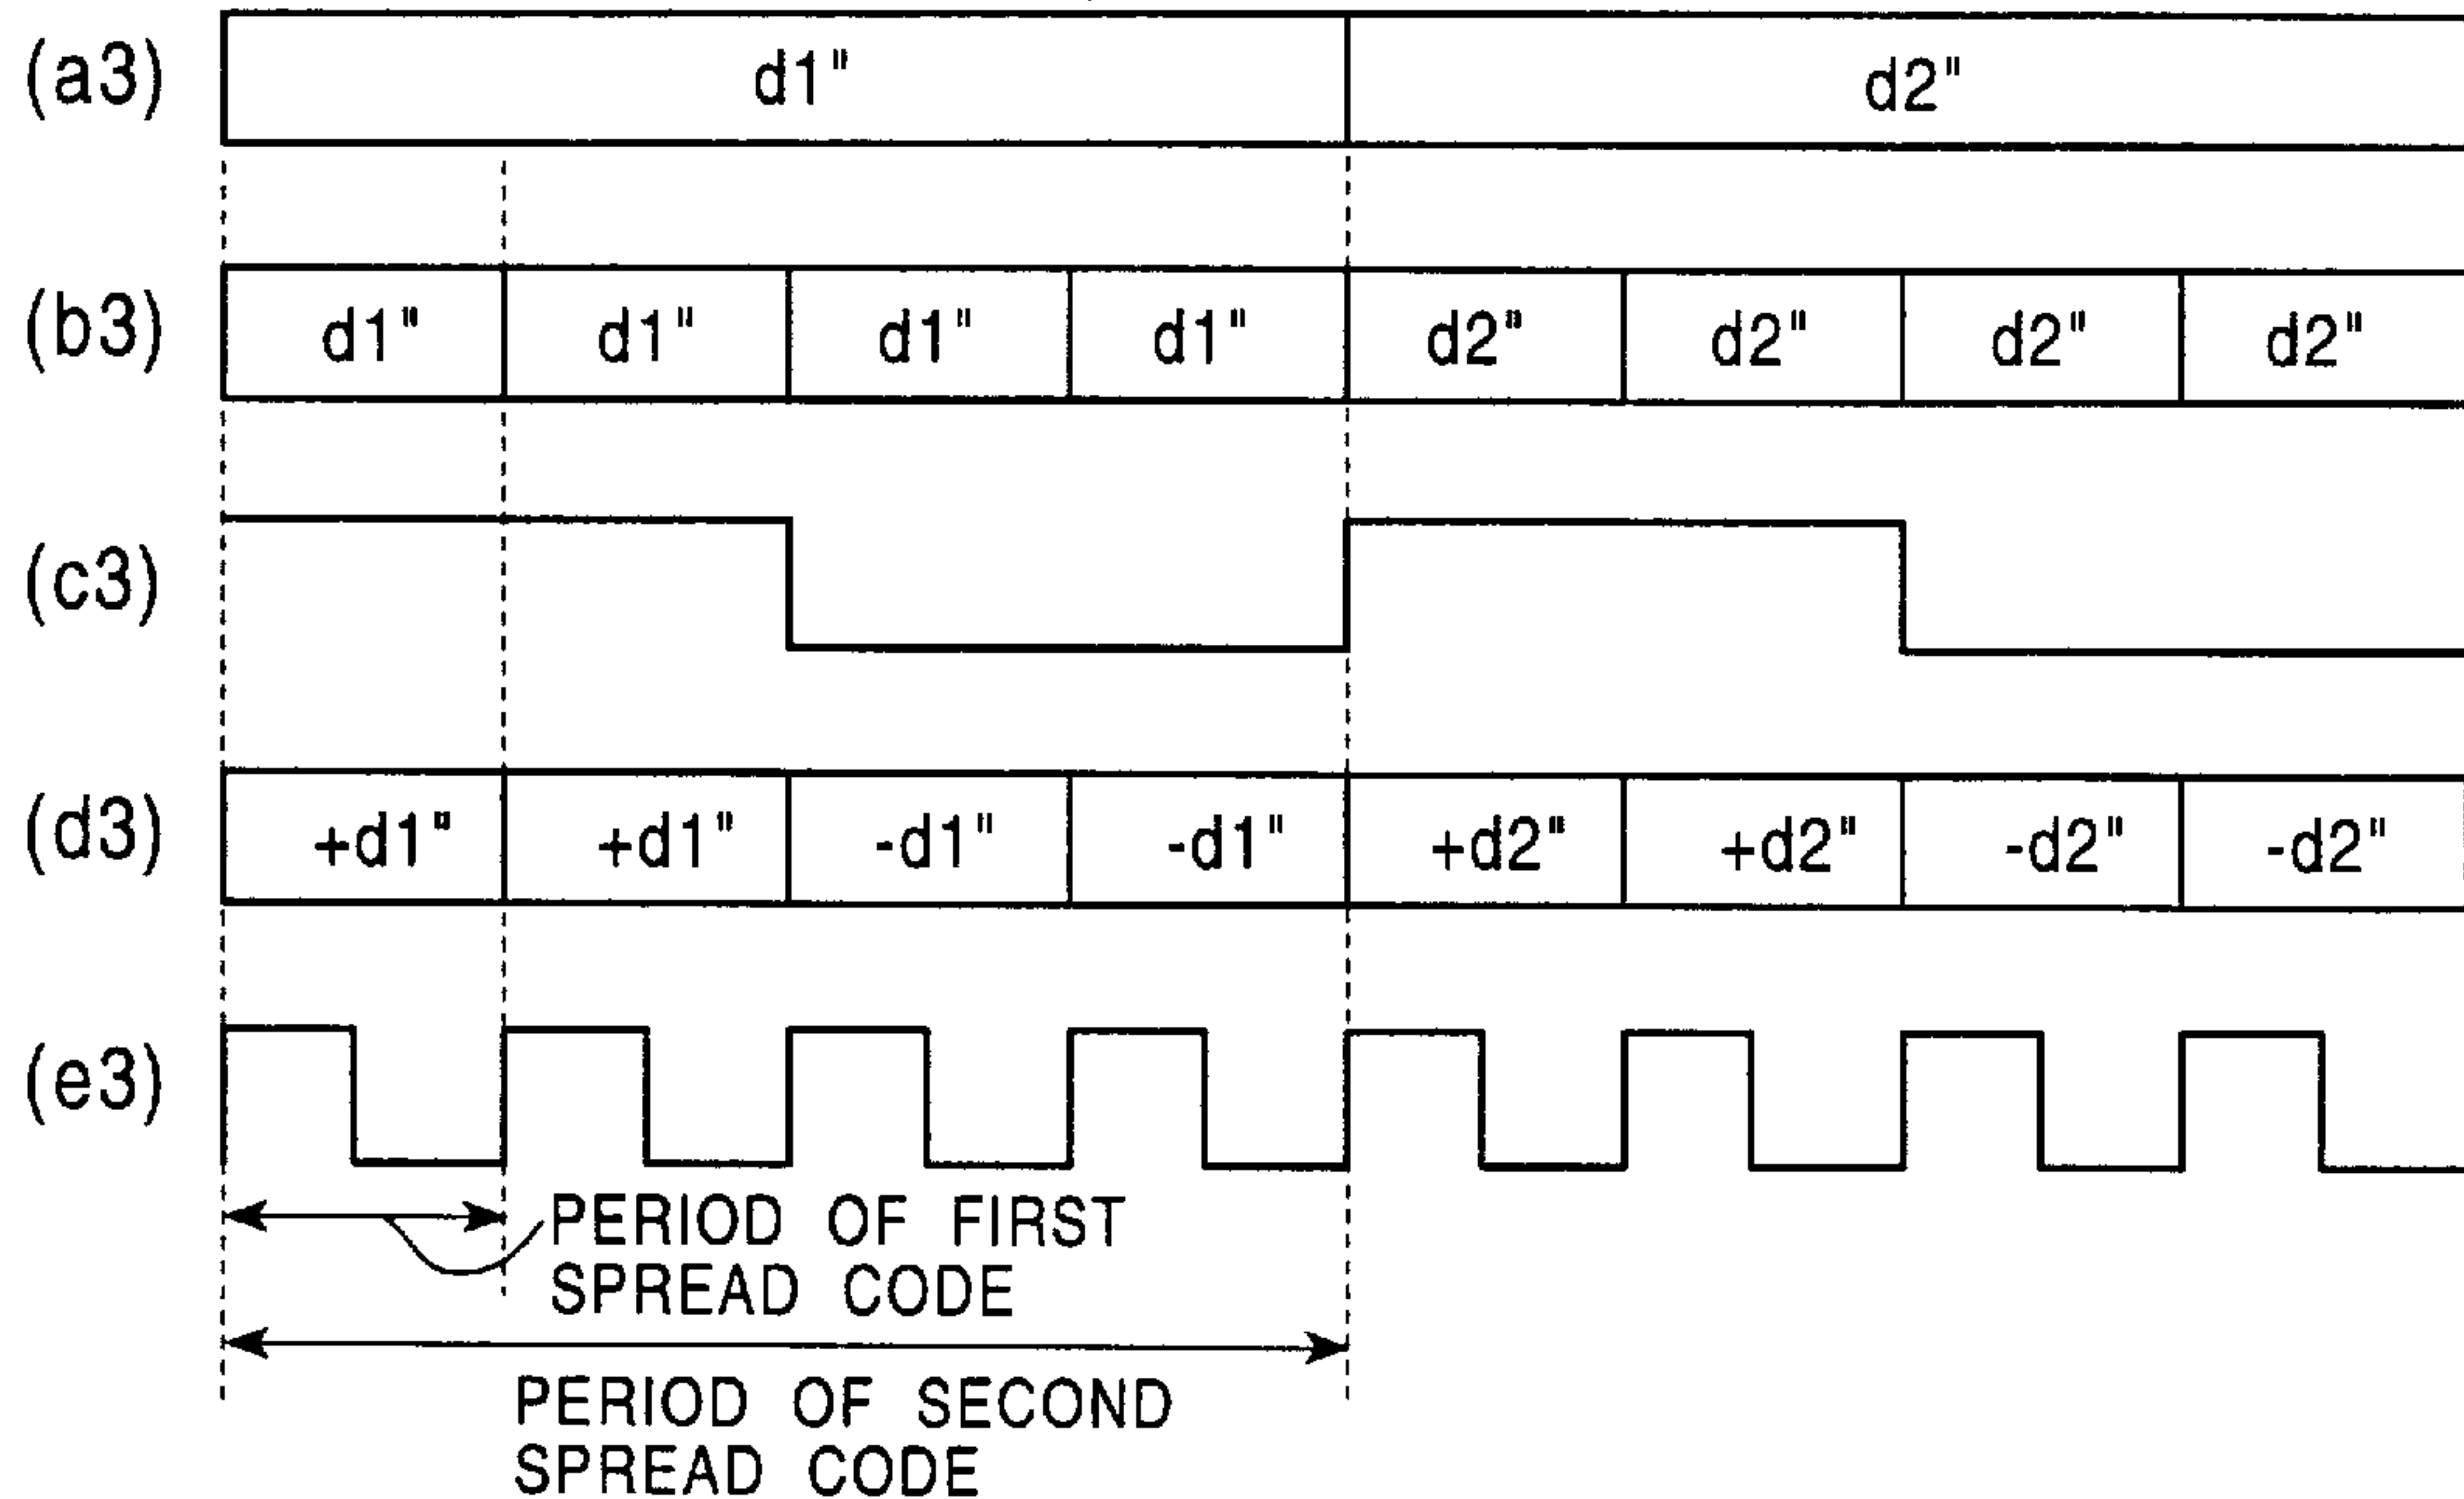 (a3) d1" d2"
(b3) d1" d1" d1" d1" d2" d2" d2" d2"
(c3)
(d3) +d1" +d1" -d1" -d1" +d2" +d2" -d2" -d2"
(e3)
PERIOD OF FIRST
SPREAD CODE
PERIOD OF SECOND
SPREAD CODE